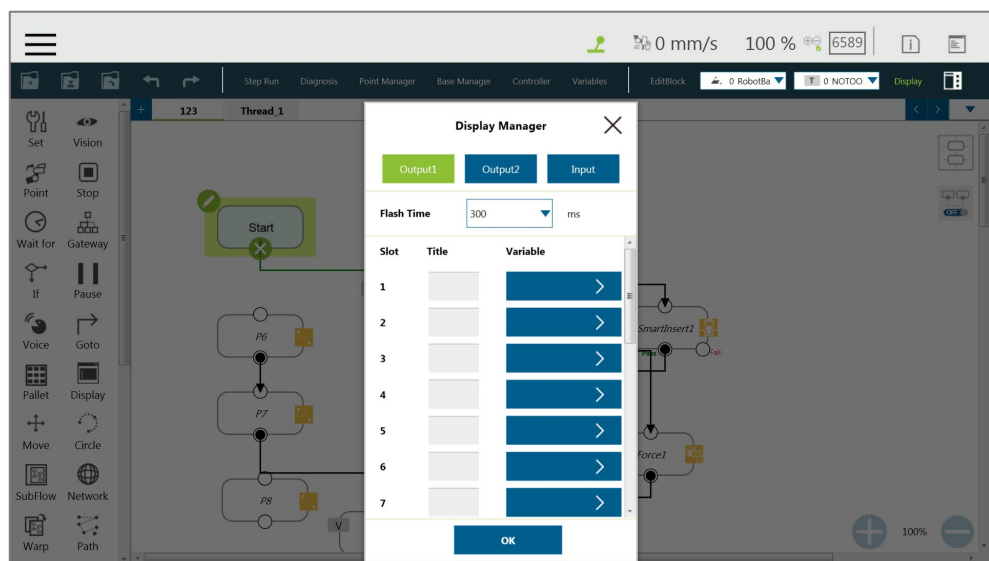 0 mm/s 100 % 6589
Step Run Diagnosis Point Manager Base Manager Controller Variables EditBlock 0 RobotBa T 0 NOTOO Display
+ 123 Thread_1
Set Vision
Point Stop
Wait for Gateway
If Pause
Voice Goto
Pallet Display
Move Circle
SubFlow Network
Warp Path
Start
P6
P7
P8
V
Display Manager
Output1 Output2 Input
Flash Time 300 ms
Slot Title Variable
1
2
3
4
5
6
7
OK
SmartInsert1
Pass Fail
Force1
OFF
100%